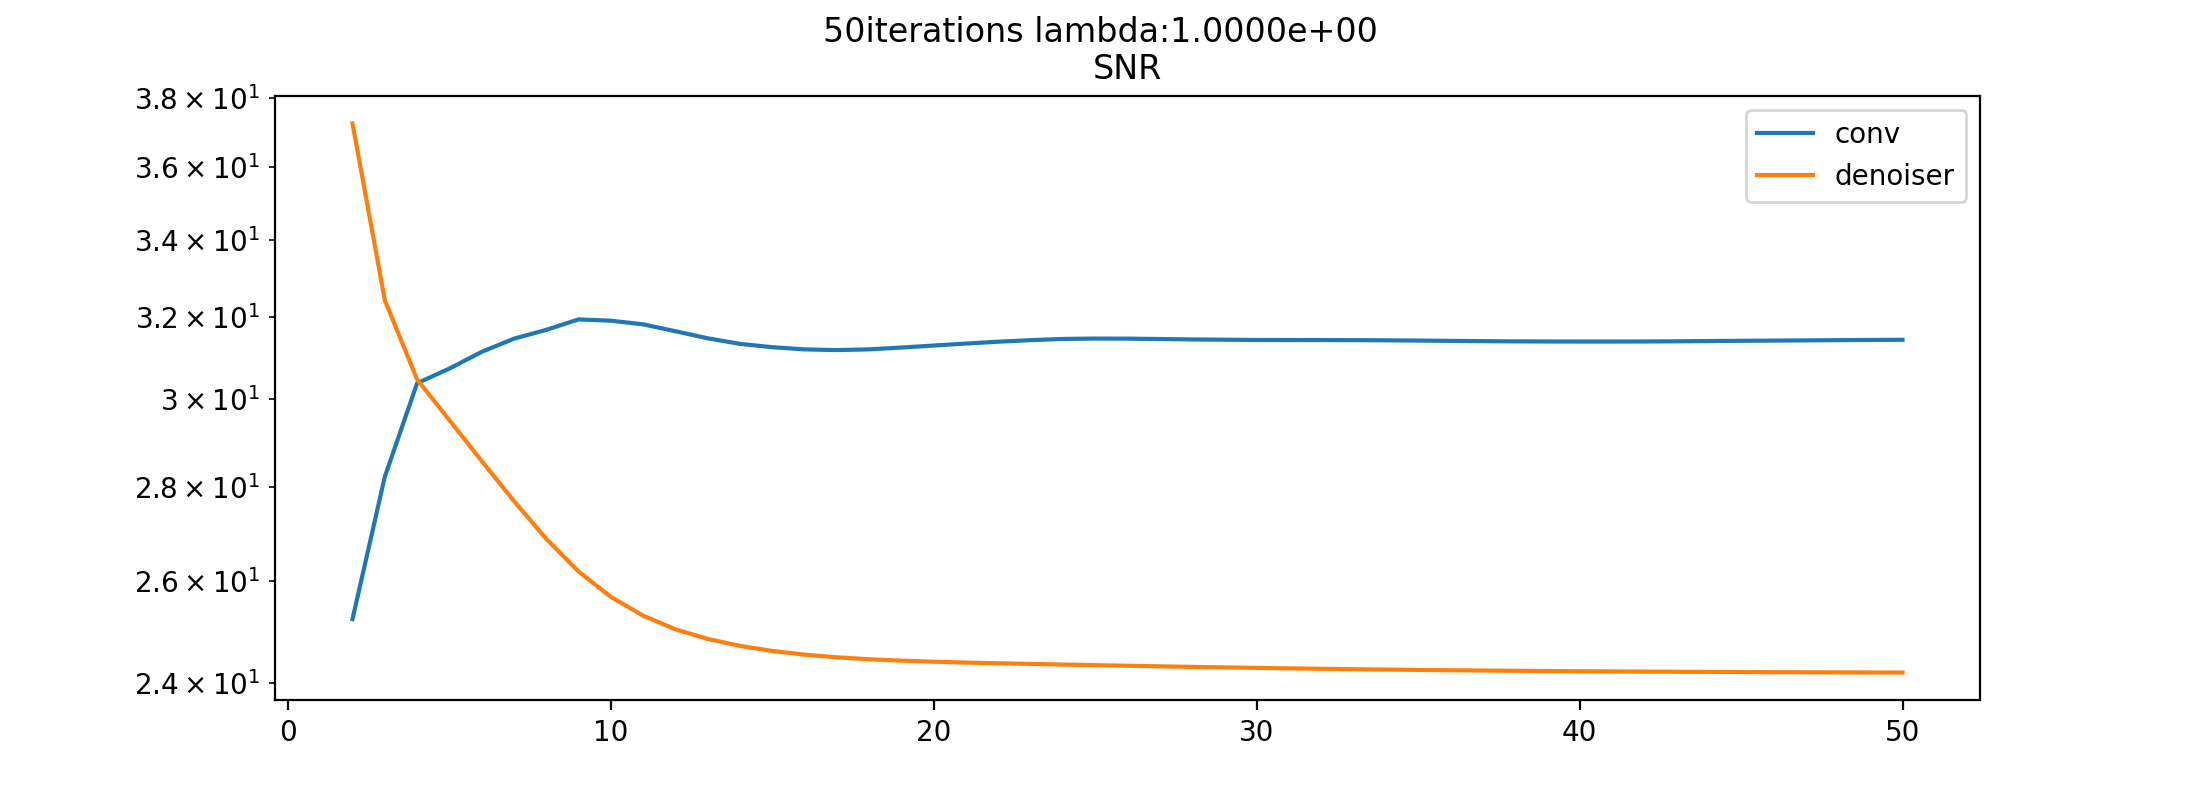 50iterations lambda:1.0000e+00
SNR
3.8 × 10¹
3.6 × 10¹
3.4 × 10¹
3.2 × 10¹
3 × 10¹
2.8 × 10¹
2.6 × 10¹
2.4 × 10¹
conv
denoiser
0 10 20 30 40 50